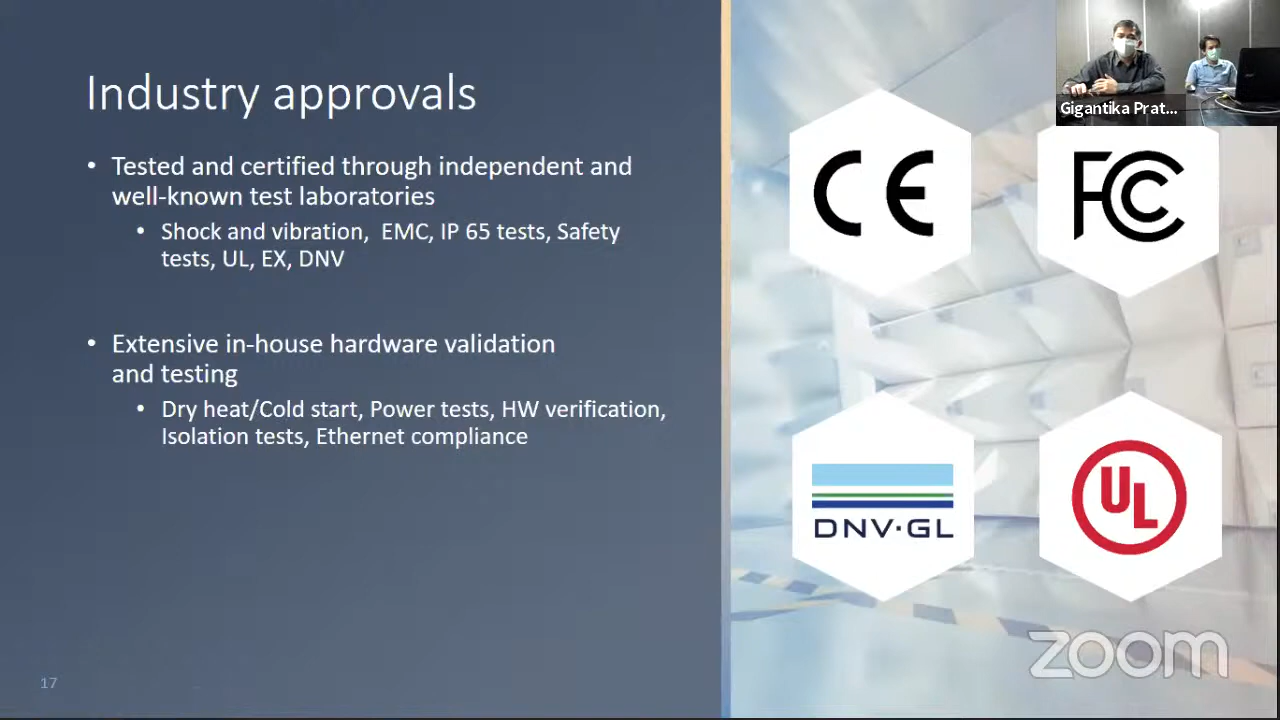 Industry approvals
• Tested and certified through independent and
well-known test laboratories
• Shock and vibration, EMC, IP 65 tests, Safety
tests, UL, EX, DNV
• Extensive in-house hardware validation
and testing
• Dry heat/Cold start, Power tests, HW verification,
Isolation tests, Ethernet compliance
17
Gigantika Prat...
CE
FCC
DNV·GL
UL
zoom